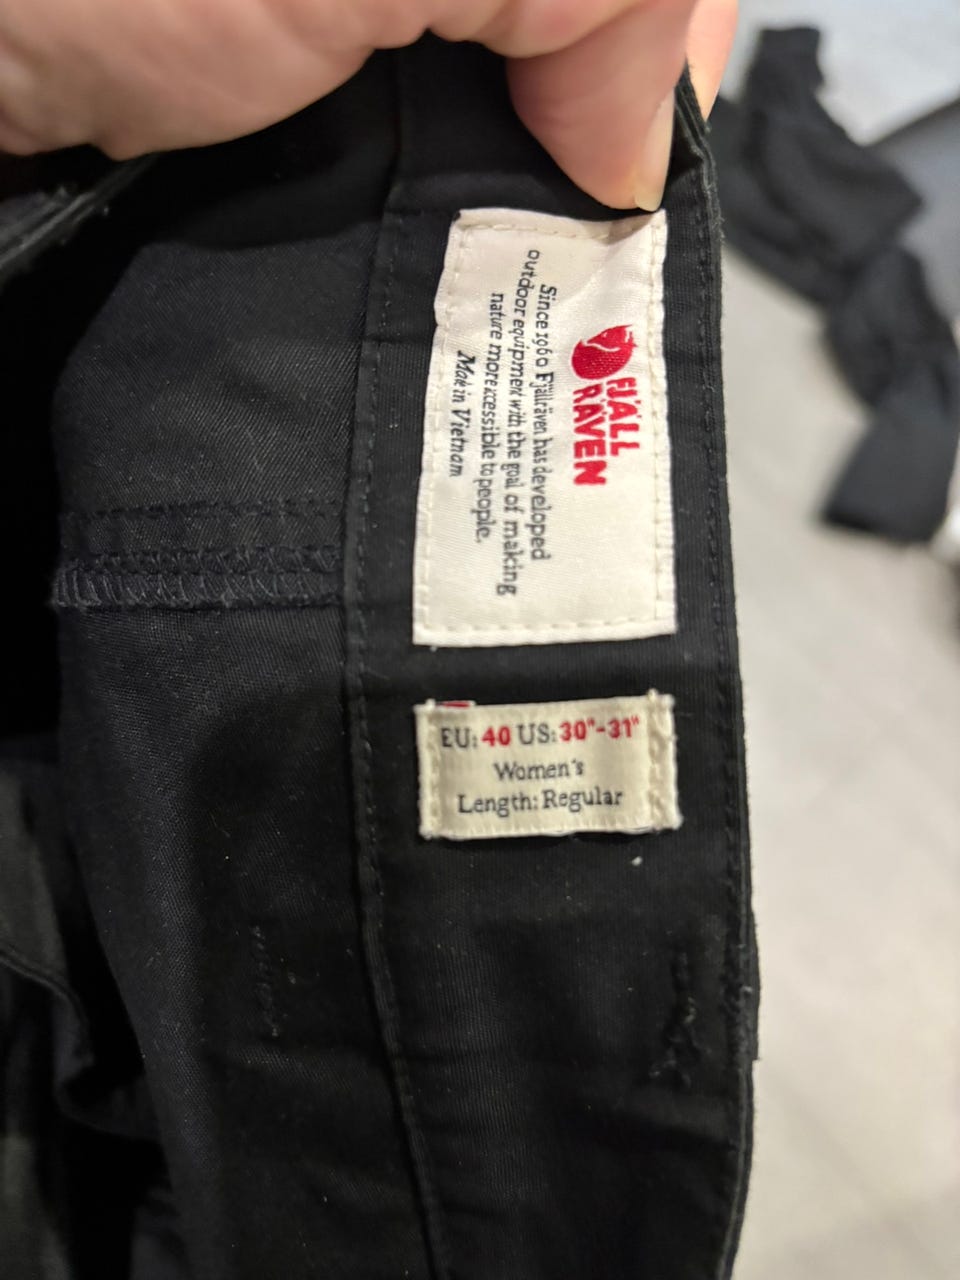 FJÄLL
RÄVEN
Since 1960 Fjällräven has developed
outdoor equipment with the goal of making
nature more accessible to people.
Made in Vietnam
EU: 40 US: 30"-31"
Women's
Length: Regular